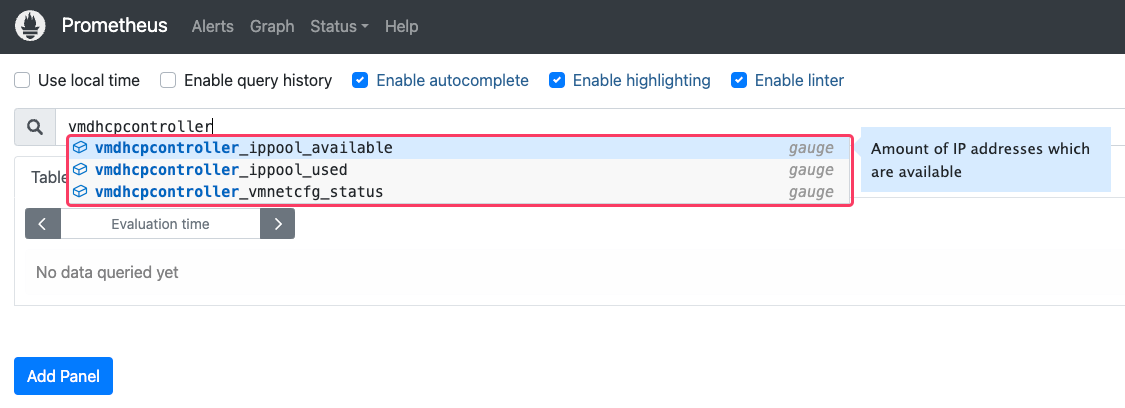 Prometheus Alerts Graph Status Help
Use local time Enable query history Enable autocomplete Enable highlighting Enable linter
vmdhcpcontroller
vmdhcpcontroller_ippool_available gauge
vmdhcpcontroller_ippool_used gauge
vmdhcpcontroller_vmnetcfg_status gauge
Amount of IP addresses which
are available
Table
Evaluation time
No data queried yet
Add Panel